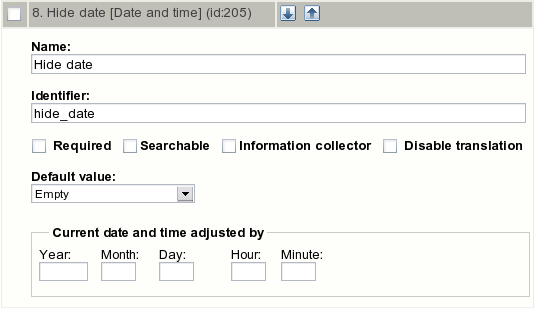 8. Hide date [Date and time] (id:205)
Name:
Hide date
Identifier:
hide_date
Required Searchable Information collector Disable translation
Default value:
Empty
Current date and time adjusted by
Year: Month: Day: Hour: Minute: